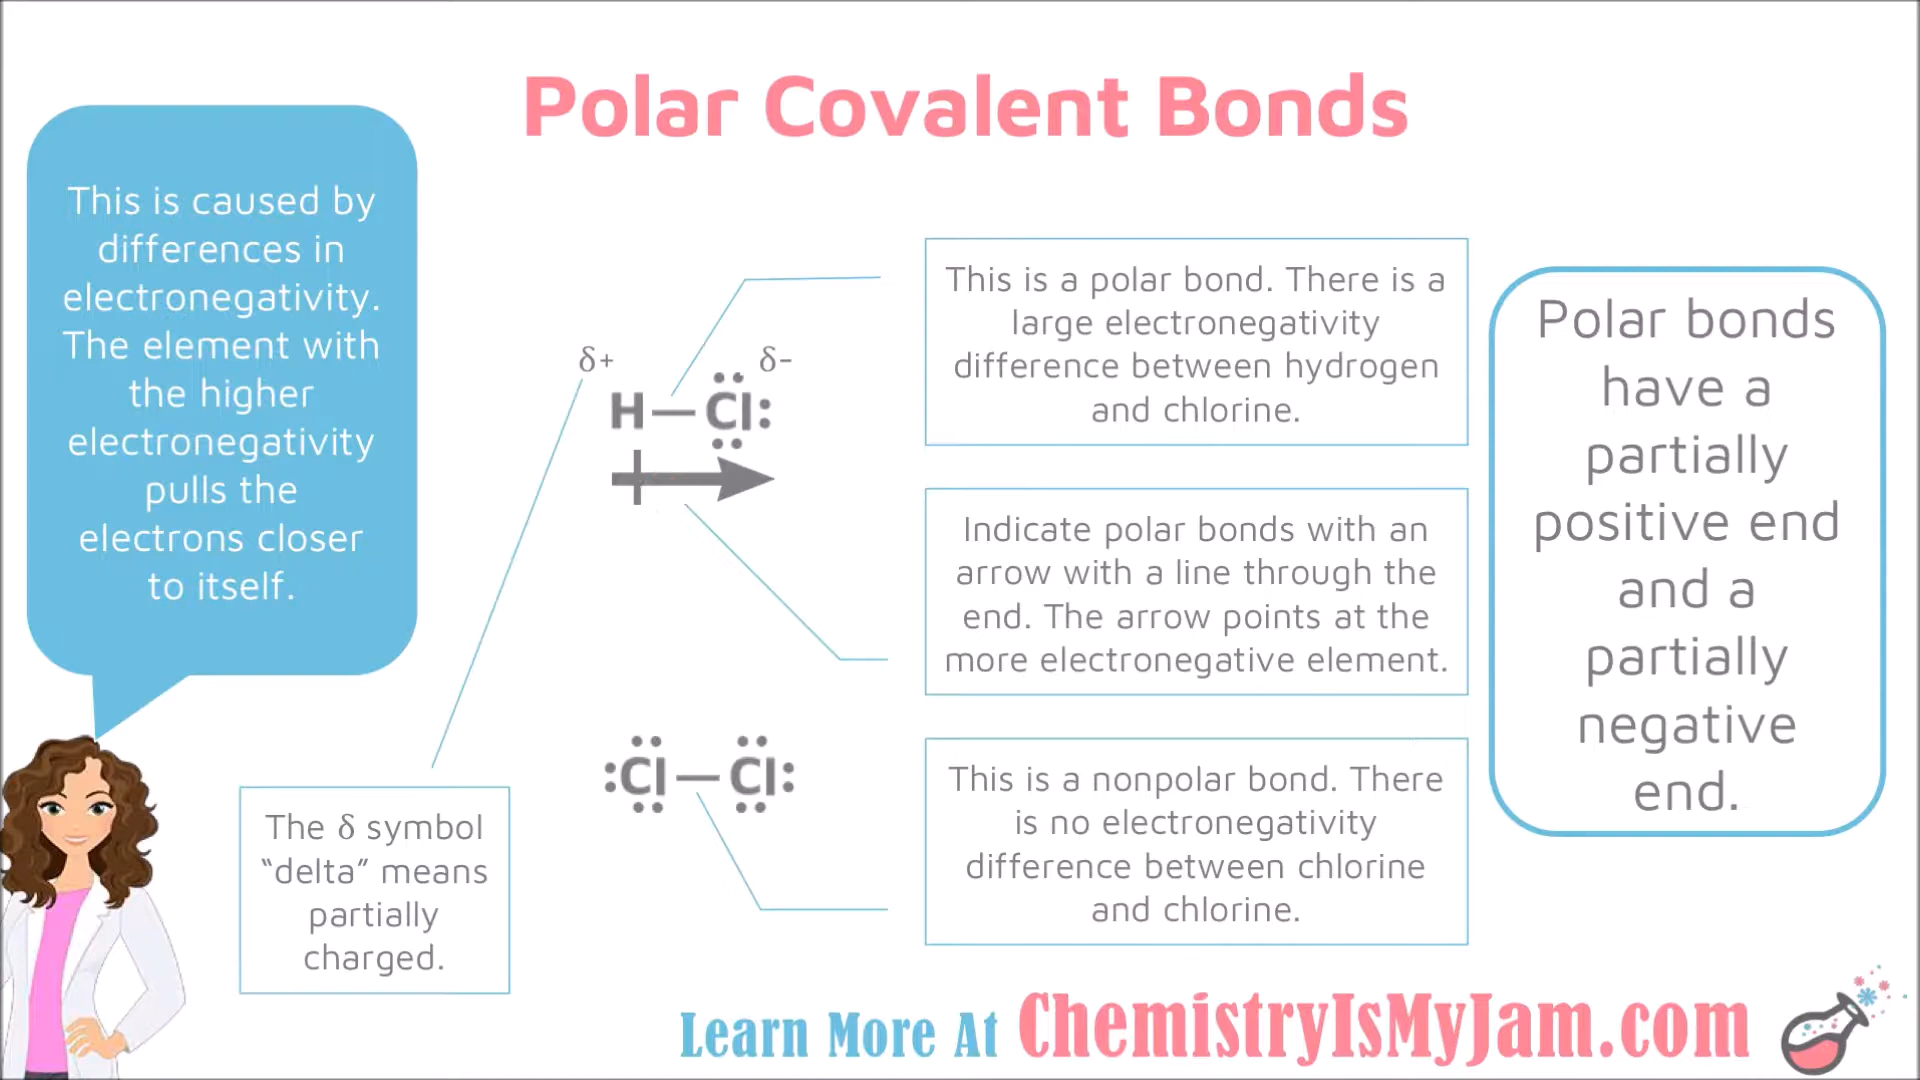 Polar Covalent Bonds
This is caused by
differences in
electronegativity.
The element with
the higher
electronegativity
pulls the
electrons closer
to itself.
δ+ δ-
H—Cl:
This is a polar bond. There is a
large electronegativity
difference between hydrogen
and chlorine.
Indicate polar bonds with an
arrow with a line through the
end. The arrow points at the
more electronegative element.
:Cl—Cl:
This is a nonpolar bond. There
is no electronegativity
difference between chlorine
and chlorine.
Polar bonds
have a
partially
positive end
and a
partially
negative
end.
The δ symbol
“delta” means
partially
charged.
Learn More At ChemistryIsMyJam.com